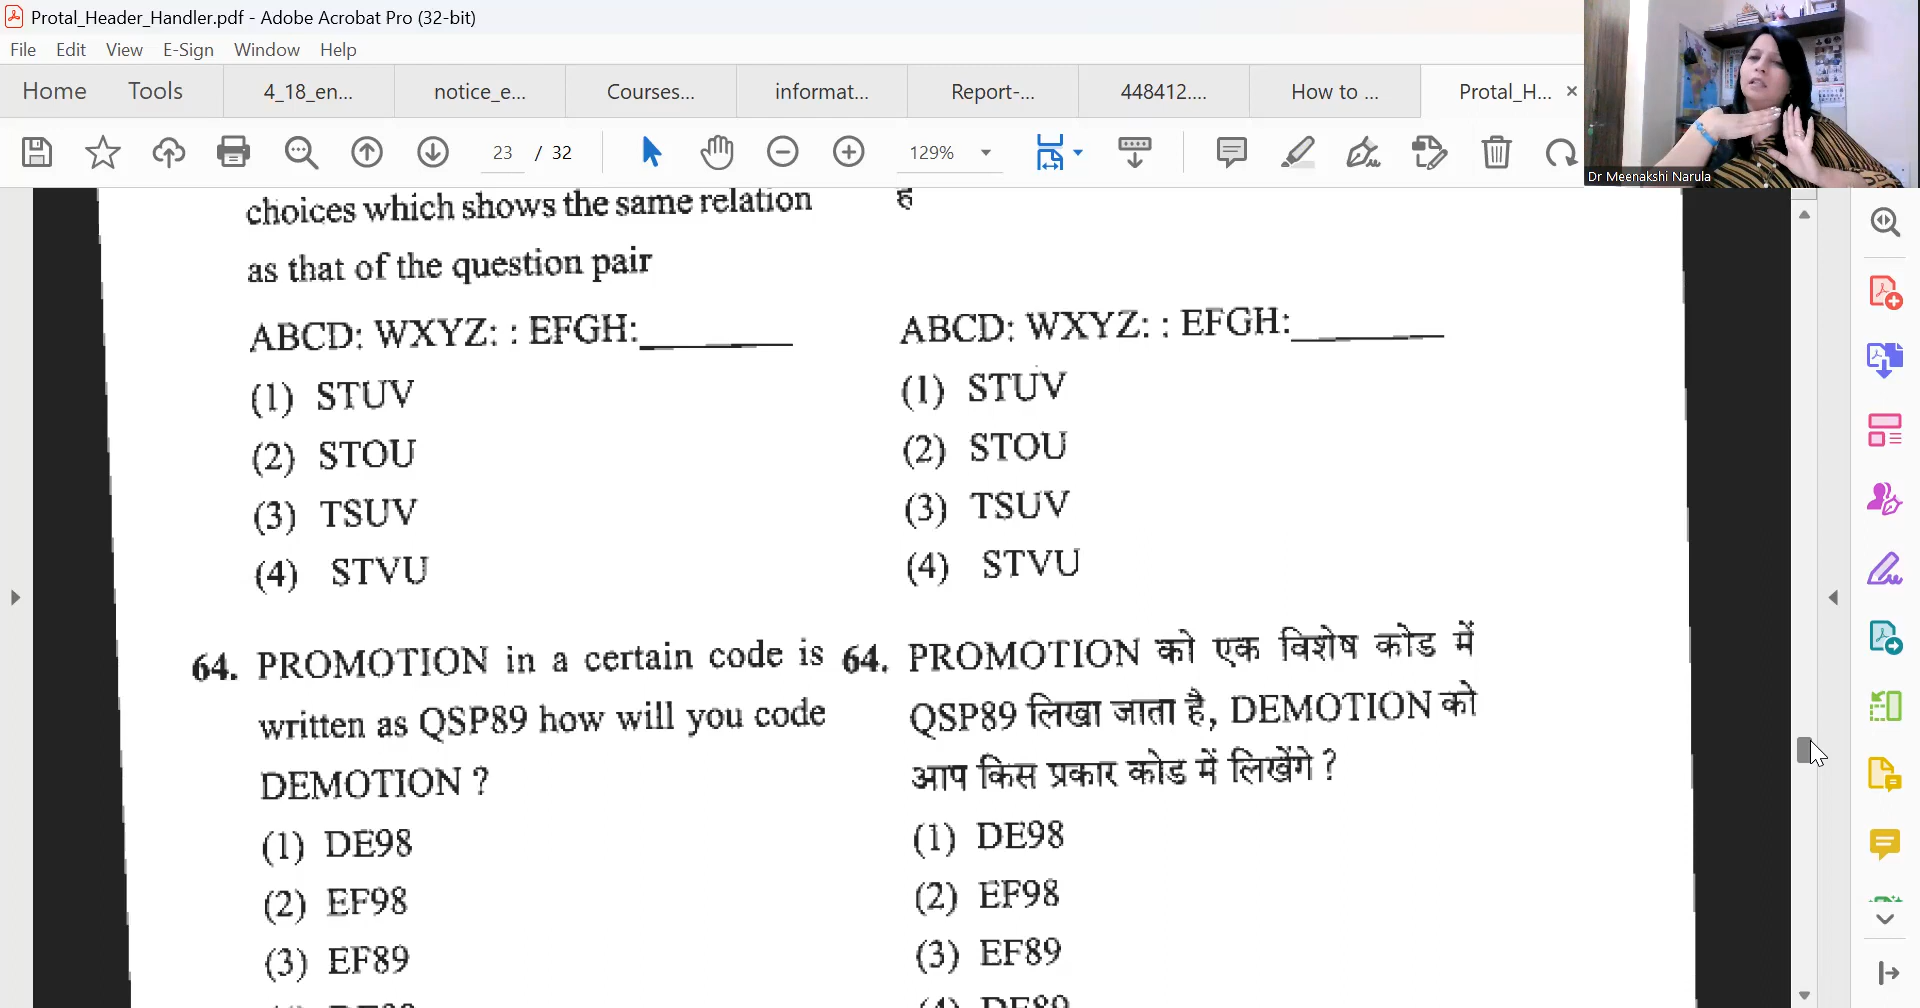 Protal_Header_Handler.pdf - Adobe Acrobat Pro (32-bit)
File Edit View E-Sign Window Help
Home Tools 4_18_en... notice_e... Courses... informat... Report-... 448412.... How to ... Protal_H... ×
23 / 32 129%
Dr Meenakshi Narula
choices which shows the same relation
as that of the question pair
ABCD: WXYZ: : EFGH:________
(1) STUV
(2) STOU
(3) TSUV
(4) STVU
64. PROMOTION in a certain code is
written as QSP89 how will you code
DEMOTION ?
(1) DE98
(2) EF98
(3) EF89
है
ABCD: WXYZ: : EFGH:________
(1) STUV
(2) STOU
(3) TSUV
(4) STVU
64. PROMOTION को एक विशेष कोड में
QSP89 लिखा जाता है, DEMOTION को
आप किस प्रकार कोड में लिखेंगे ?
(1) DE98
(2) EF98
(3) EF89
(4) DE89